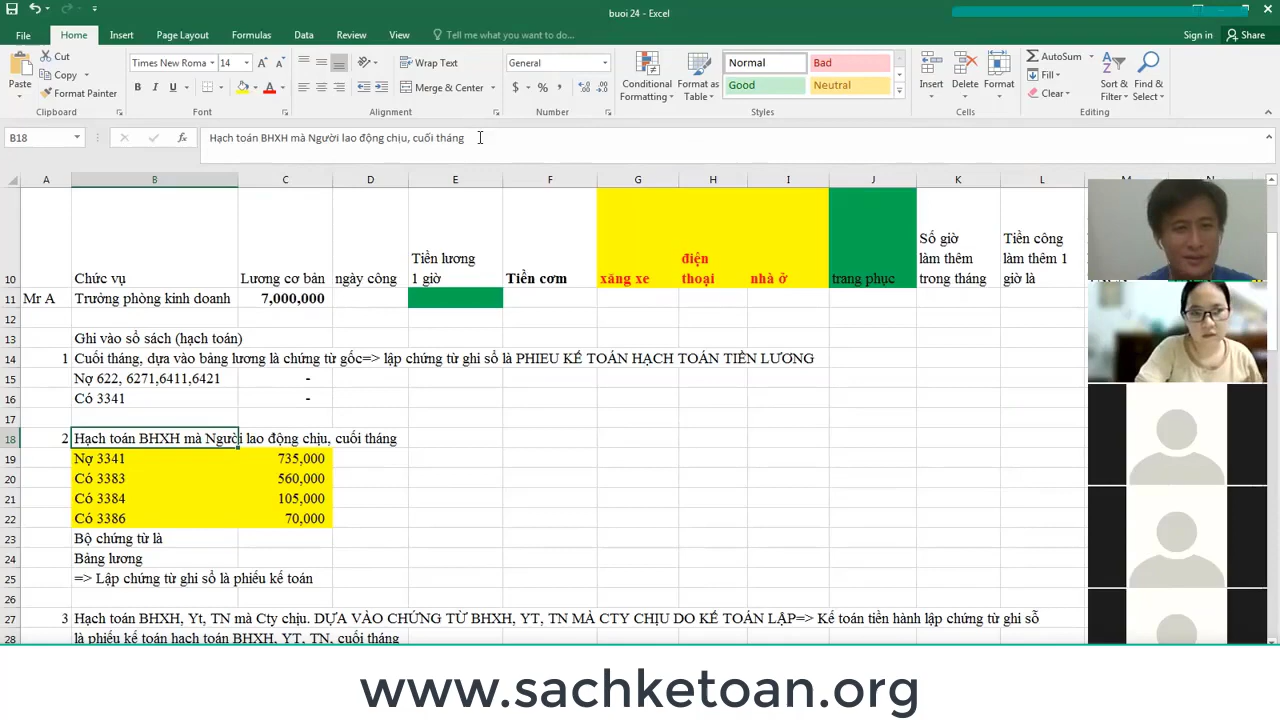 buoi 24 - Excel
File Home Insert Page Layout Formulas Data Review View Tell me what you want to do... Sign in Share
Cut
Copy
Format Painter
Paste
Clipboard
Times New Roma 14
B I U
Font
Wrap Text
Merge & Center
Alignment
General
$ % ,
Number
Conditional Formatting
Format as Table
Normal Bad
Good Neutral
Styles
Insert Delete Format
Cells
AutoSum
Fill
Clear
Sort & Filter
Find & Select
Editing
B18 fx Hạch toán BHXH mà Người lao động chịu, cuối tháng
A B C D E F G H I J K L M N
10 Chức vụ Lương cơ bản ngày công Tiền lương 1 giờ Tiền cơm xăng xe điện thoại nhà ở trang phục Số giờ làm thêm trong tháng Tiền công làm thêm 1 giờ là
11 Mr A Trưởng phòng kinh doanh 7,000,000
12
13 Ghi vào sổ sách (hạch toán)
14 1 Cuối tháng, dựa vào bảng lương là chứng từ gốc=> lập chứng từ ghi sổ là PHIEU KẾ TOÁN HẠCH TOÁN TIỀN LƯƠNG
15 Nợ 622, 6271,6411,6421 -
16 Có 3341 -
17
18 2 Hạch toán BHXH mà Người lao động chịu, cuối tháng
19 Nợ 3341 735,000
20 Có 3383 560,000
21 Có 3384 105,000
22 Có 3386 70,000
23 Bộ chứng từ là
24 Bảng lương
25 => Lập chứng từ ghi sổ là phiếu kế toán
26
27 3 Hạch toán BHXH, Yt, TN mà Cty chịu. DỰA VÀO CHỨNG TỪ BHXH, YT, TN MÀ CTY CHỊU DO KẾ TOÁN LẬP=> Kế toán tiền hành lập chứng từ ghi sỗ
28 là phiếu kế toán hạch toán BHXH, YT, TN, cuối tháng
www.sachketoan.org